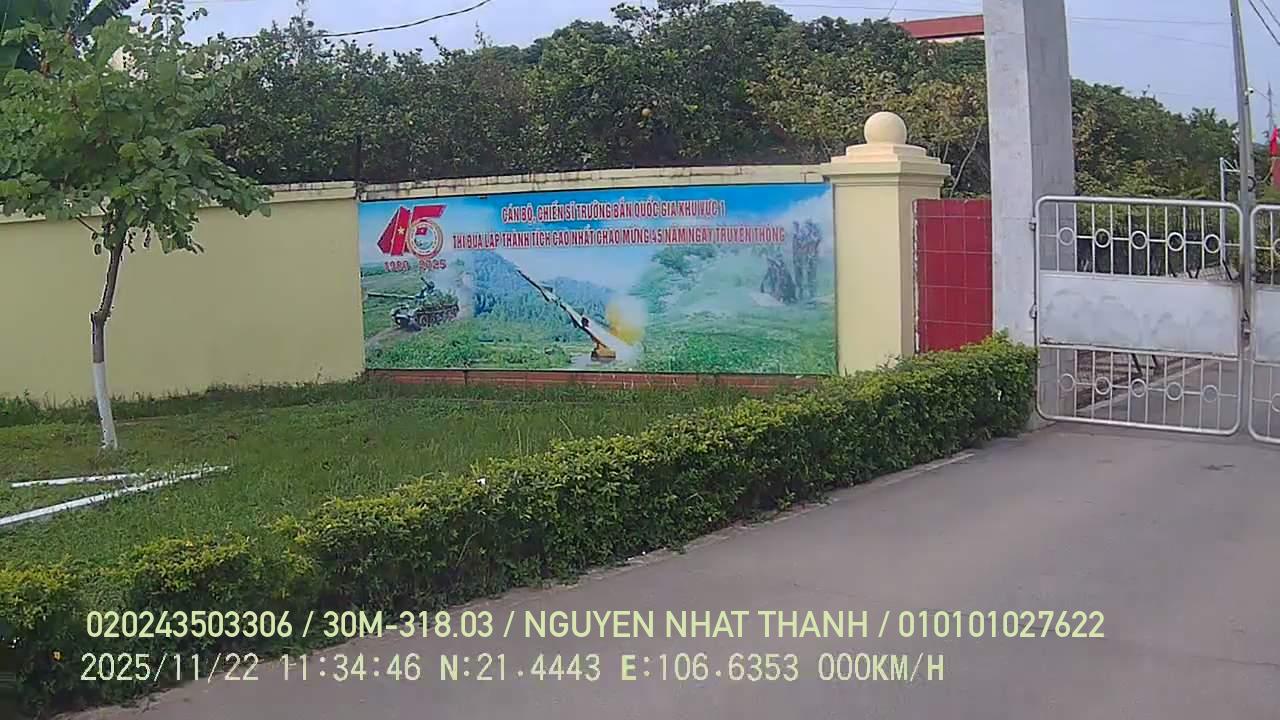 45
1980 - 2025
CÁN BỘ, CHIẾN SĨ TRƯỜNG BẮN QUỐC GIA KHU VỰC 1
THI ĐUA LẬP THÀNH TÍCH CAO NHẤT CHÀO MỪNG 45 NĂM NGÀY TRUYỀN THỐNG
020243503306 / 30M-318.03 / NGUYEN NHAT THANH / 010101027622
2025/11/22 11:34:46 N:21.4443 E:106.6353 000KM/H